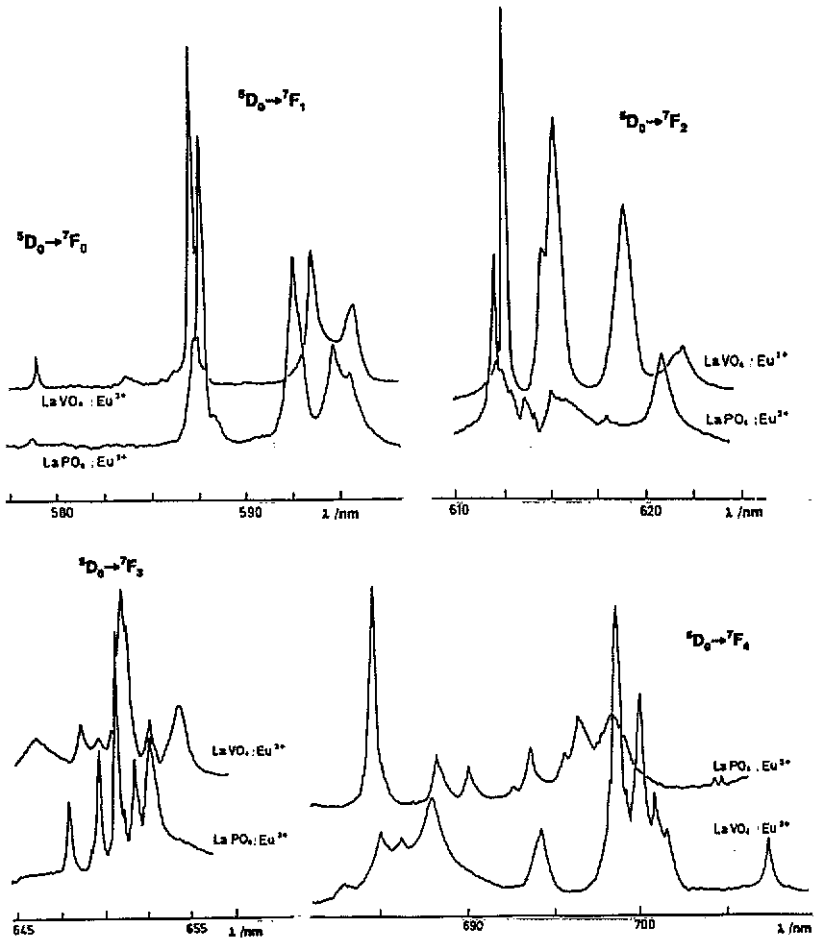 ⁵D₀→⁷F₁
⁵D₀→⁷F₂
⁵D₀→⁷F₀
LaVO₄:Eu³⁺
LaPO₄:Eu³⁺
LaVO₄:Eu³⁺
LaPO₄:Eu³⁺
580 590 λ/nm
610 620 λ/nm
⁵D₀→⁷F₃
⁵D₀→⁷F₄
LaVO₄:Eu³⁺
LaPO₄:Eu³⁺
LaPO₄:Eu³⁺
LaVO₄:Eu³⁺
645 655 λ/nm
690 700 λ/nm